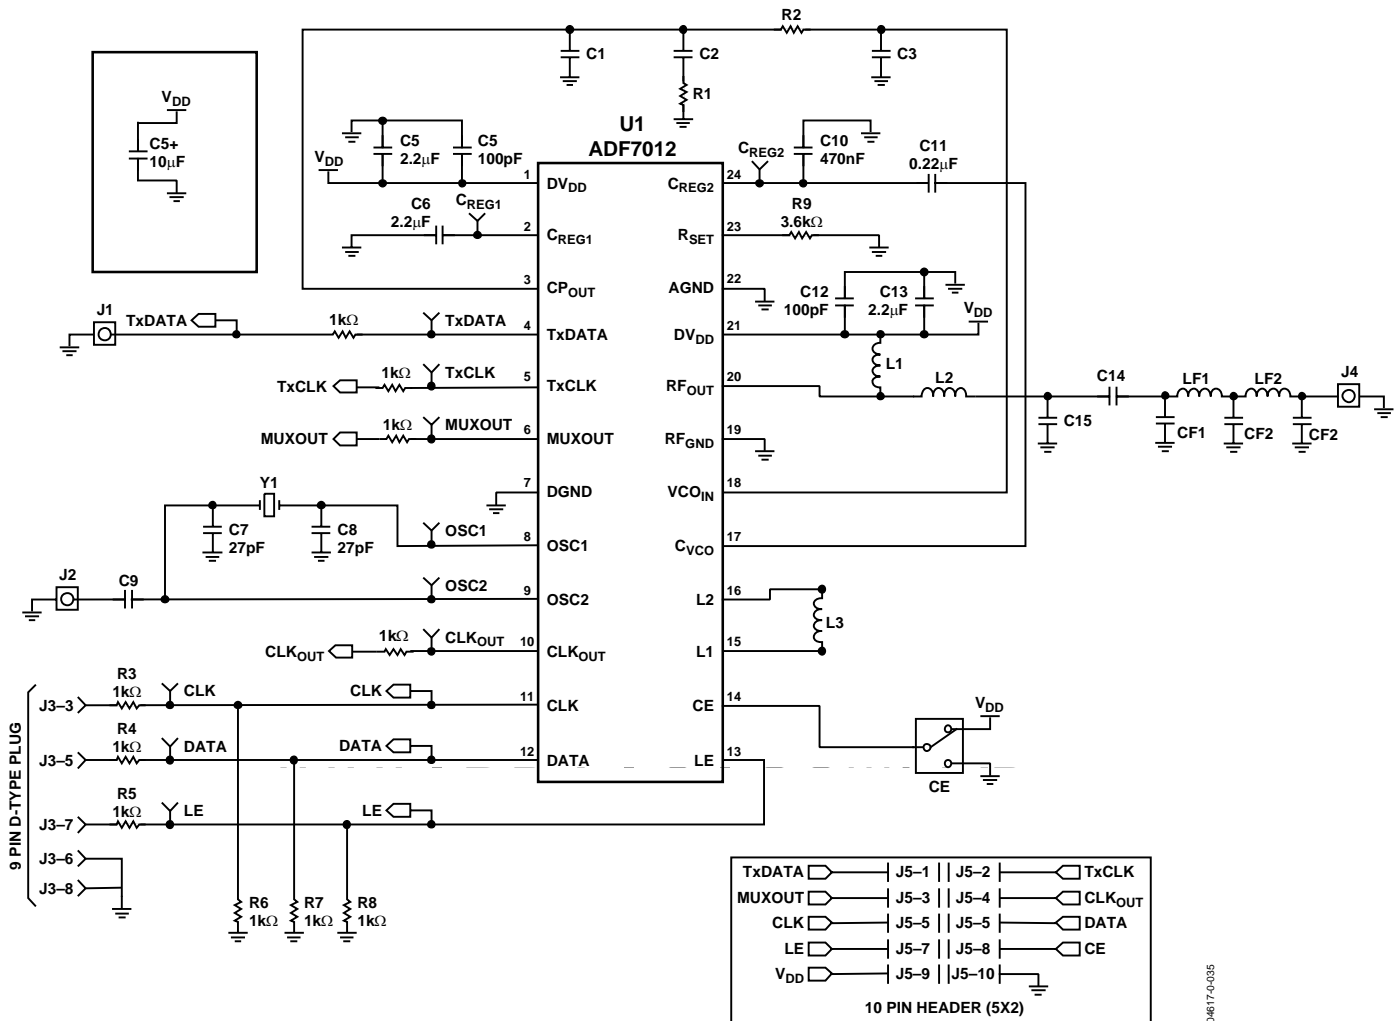 R2
C1
C2
C3
R1
VDD
C5+
10µF
U1
ADF7012
VDD
C5
2.2µF
C5
100pF
CREG2
C10
470nF
C11
0.22µF
1 DVDD
CREG2 24
C6
2.2µF
CREG1
2 CREG1
RSET 23
R9
3.6kΩ
3 CPOUT
AGND 22
C12
100pF
C13
2.2µF
VDD
J1
TxDATA
1kΩ
TxDATA
4 TxDATA
DVDD 21
L1
TxCLK
1kΩ
TxCLK
5 TxCLK
RFOUT 20
L2
C14
LF1
LF2
J4
C15
CF1
CF2
CF2
MUXOUT
1kΩ
MUXOUT
6 MUXOUT
RFGND 19
Y1
7 DGND
VCOIN 18
C7
27pF
C8
27pF
OSC1
8 OSC1
CVCO 17
J2
C9
OSC2
9 OSC2
L2 16
L3
CLKOUT
1kΩ
CLKOUT
10 CLKOUT
L1 15
9 PIN D-TYPE PLUG
J3–3
R3
1kΩ
CLK
CLK
11 CLK
CE 14
VDD
CE
J3–5
R4
1kΩ
DATA
DATA
12 DATA
LE 13
J3–7
R5
1kΩ
LE
LE
J3–6
J3–8
R6
1kΩ
R7
1kΩ
R8
1kΩ
TxDATA J5–1 J5–2 TxCLK
MUXOUT J5–3 J5–4 CLKOUT
CLK J5–5 J5–5 DATA
LE J5–7 J5–8 CE
VDD J5–9 J5–10
10 PIN HEADER (5X2)
04617-0-035